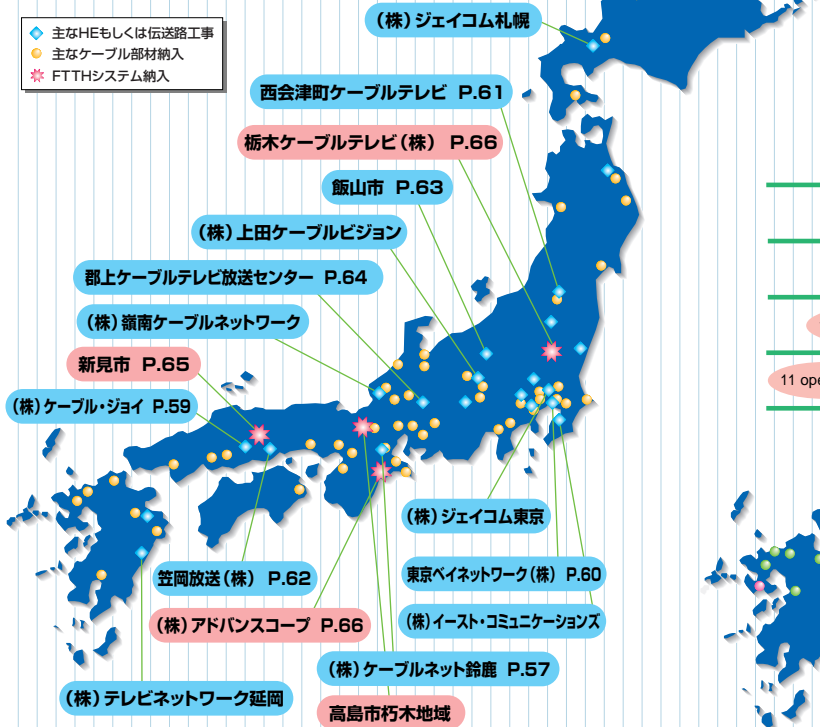 主なHEもしくは伝送路工事
主なケーブル部材納入
FTTHシステム納入
(株)ジェイコム札幌
西会津町ケーブルテレビ P.61
栃木ケーブルテレビ(株) P.66
飯山市 P.63
(株)上田ケーブルビジョン
郡上ケーブルテレビ放送センター P.64
(株)嶺南ケーブルネットワーク
新見市 P.65
(株)ケーブル・ジョイ P.59
11 ope
(株)ジェイコム東京
東京ベイネットワーク(株) P.60
笠岡放送(株) P.62
(株)アドバンスコープ P.66
(株)イースト・コミュニケーションズ
(株)ケーブルネット鈴鹿 P.57
(株)テレビネットワーク延岡
高島市朽木地域